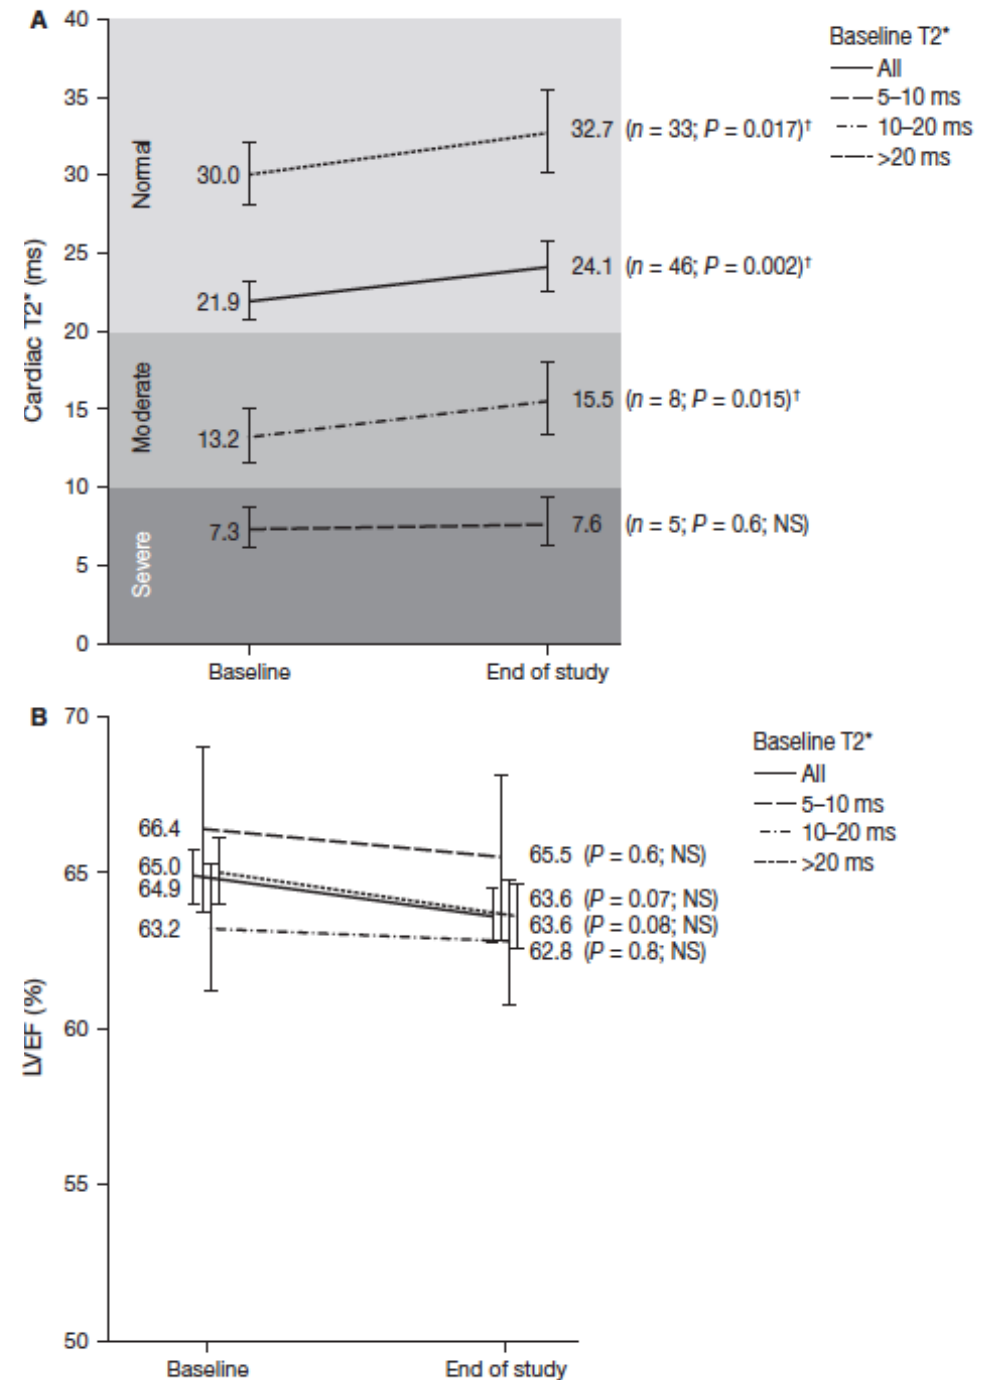 A
40
35
30
25
20
15
10
5
0
Cardiac T2* (ms)
Normal
Moderate
Severe
30.0
21.9
13.2
7.3
32.7 (n = 33; P = 0.017)†
24.1 (n = 46; P = 0.002)†
15.5 (n = 8; P = 0.015)†
7.6 (n = 5; P = 0.6; NS)
Baseline
End of study
Baseline T2*
All
5–10 ms
10–20 ms
>20 ms
B
70
65
60
55
50
LVEF (%)
66.4
65.0
64.9
63.2
65.5 (P = 0.6; NS)
63.6 (P = 0.07; NS)
63.6 (P = 0.08; NS)
62.8 (P = 0.8; NS)
Baseline
End of study
Baseline T2*
All
5–10 ms
10–20 ms
>20 ms